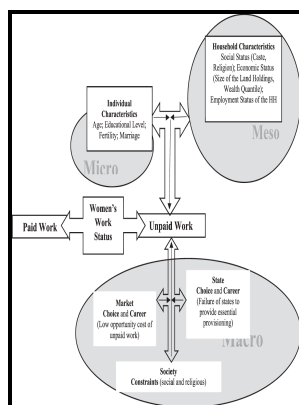 Household Characteristics
Social Status (Caste,
Religion); Economic Status
(Size of the Land Holdings,
Wealth Quantile);
Employment Status of the HH
Meso
Individual
Characteristics
Age; Educational Level;
Fertility; Marriage
Micro
Women's
Work
Status
Paid Work
Unpaid Work
State
Choice and Career
(Failure of states to
provide essential
provisioning)
Market
Choice and Career
(Low opportunity cost of
unpaid work)
Macro
Society
Constraints (social and religious)